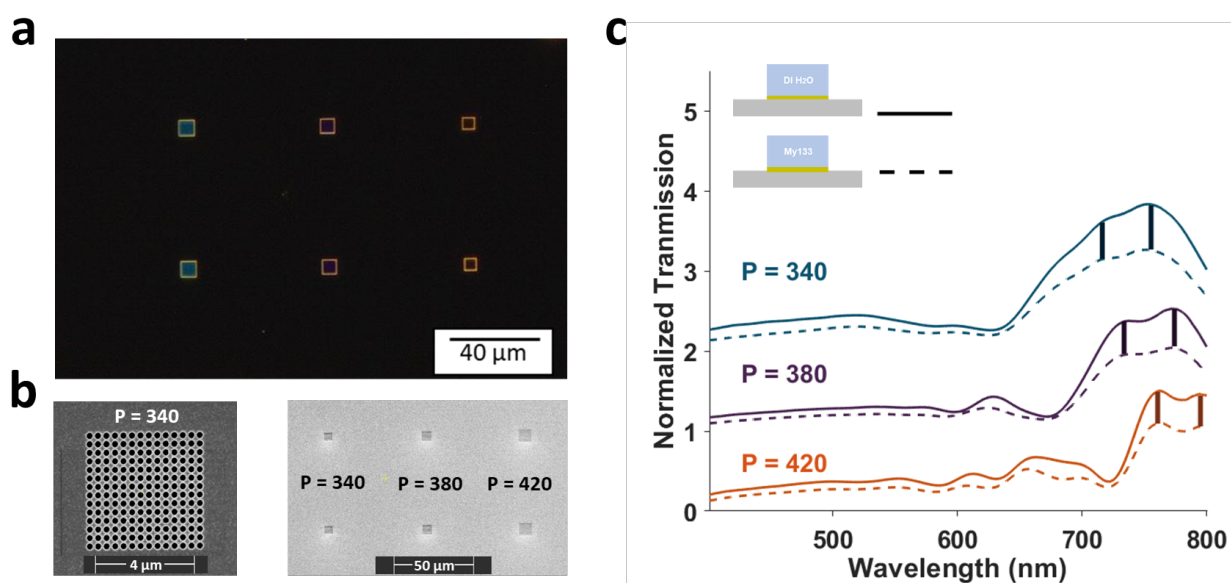 a
40 μm
b
P = 340
4 μm
P = 340
P = 380
P = 420
50 μm
c
DI H₂O
My133
Normalized Tranmission
5
4
3
2
1
0
P = 340
P = 380
P = 420
500
600
700
800
Wavelength (nm)